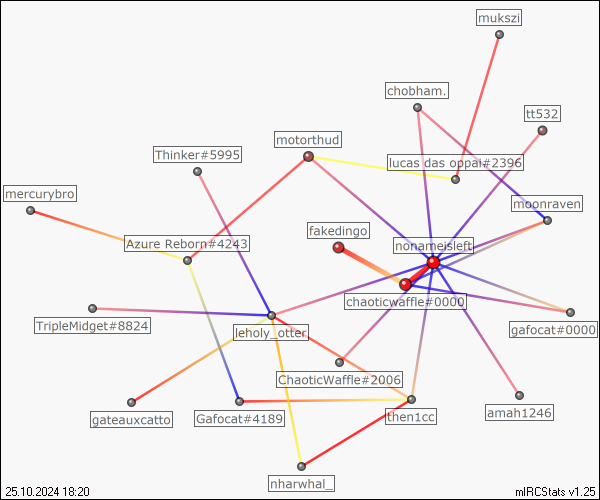 mukszi
chobham.
tt532
motorthud
Thinker#5995
lucas das oppai#2396
mercurybro
moonraven
fakedingo
Azure Reborn#4243
nonameisleft
chaoticwaffle#0000
TripleMidget#8824
leholy_otter
gafocat#0000
ChaoticWaffle#2006
gateauxcatto
Gafocat#4189
then1cc
amah1246
nharwhal_
25.10.2024 18:20
mIRCStats v1.25